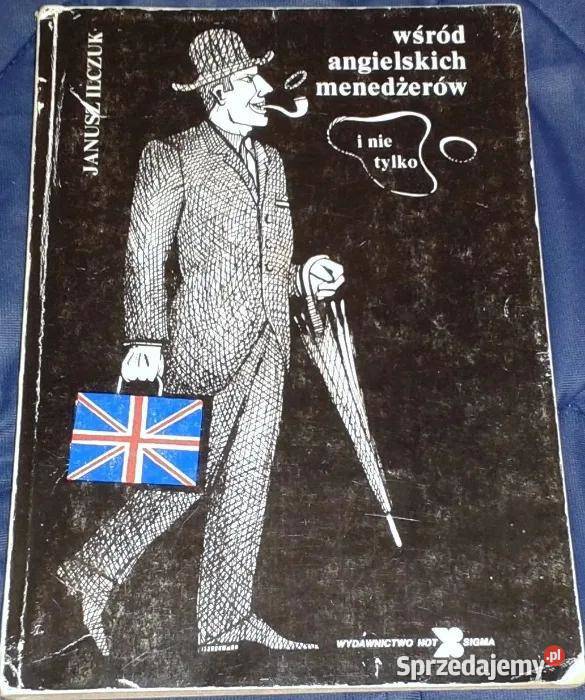 JANUSZ ILCZUK
wśród
angielskich
menedżerów
i nie
tylko
WYDAWNICTWO NOT SIGMA
Sprzedajemy.pl